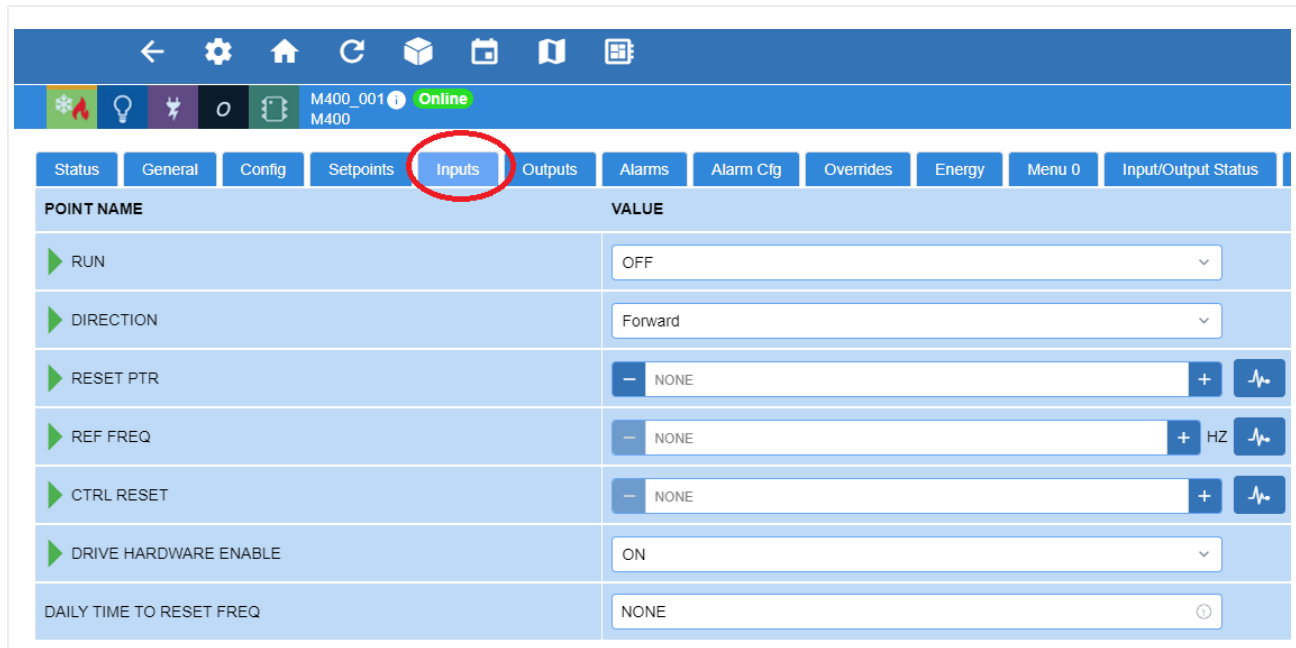 M400_001 Online
M400
Status General Config Setpoints Inputs Outputs Alarms Alarm Cfg Overrides Energy Menu 0 Input/Output Status
POINT NAME VALUE
RUN OFF
DIRECTION Forward
RESET PTR NONE
REF FREQ NONE HZ
CTRL RESET NONE
DRIVE HARDWARE ENABLE ON
DAILY TIME TO RESET FREQ NONE